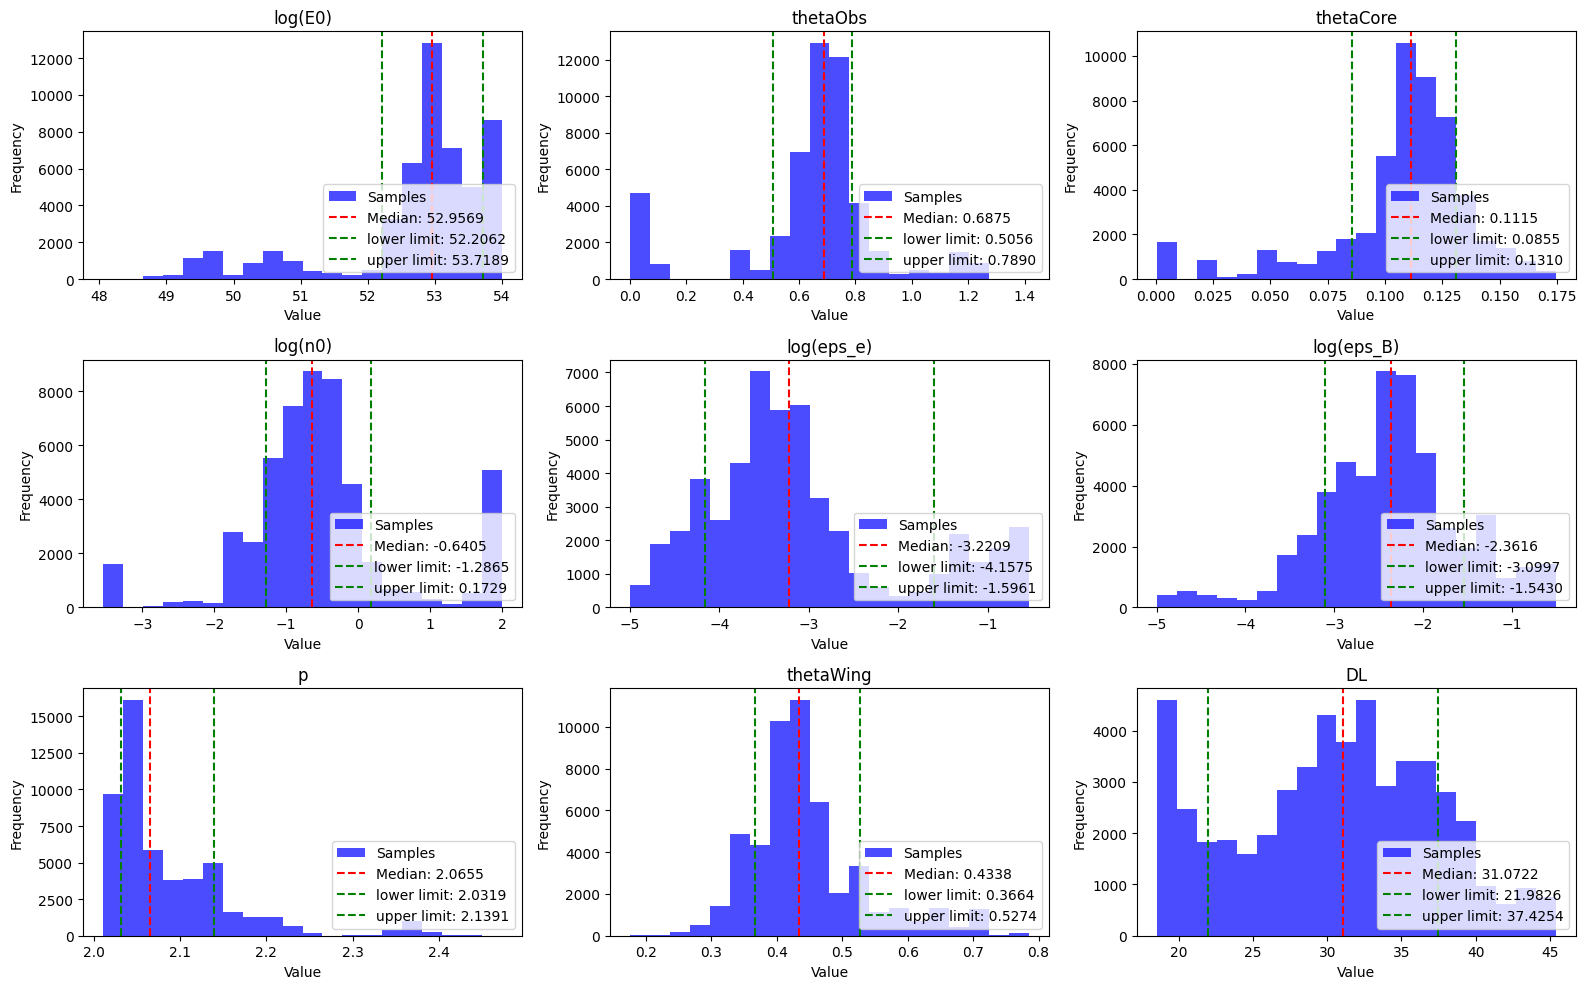 log(E0)
Frequency
12000
10000
8000
6000
4000
2000
0
48 49 50 51 52 53 54
Value
Samples
Median: 52.9569
lower limit: 52.2062
upper limit: 53.7189
thetaObs
Frequency
12000
10000
8000
6000
4000
2000
0
0.0 0.2 0.4 0.6 0.8 1.0 1.2 1.4
Value
Samples
Median: 0.6875
lower limit: 0.5056
upper limit: 0.7890
thetaCore
Frequency
10000
8000
6000
4000
2000
0
0.000 0.025 0.050 0.075 0.100 0.125 0.150 0.175
Value
Samples
Median: 0.1115
lower limit: 0.0855
upper limit: 0.1310
log(n0)
Frequency
8000
6000
4000
2000
0
−3 −2 −1 0 1 2
Value
Samples
Median: -0.6405
lower limit: -1.2865
upper limit: 0.1729
log(eps_e)
Frequency
7000
6000
5000
4000
3000
2000
1000
0
−5 −4 −3 −2 −1
Value
Samples
Median: -3.2209
lower limit: -4.1575
upper limit: -1.5961
log(eps_B)
Frequency
8000
6000
4000
2000
0
−5 −4 −3 −2 −1
Value
Samples
Median: -2.3616
lower limit: -3.0997
upper limit: -1.5430
p
Frequency
15000
12500
10000
7500
5000
2500
0
2.0 2.1 2.2 2.3 2.4
Value
Samples
Median: 2.0655
lower limit: 2.0319
upper limit: 2.1391
thetaWing
Frequency
10000
8000
6000
4000
2000
0
0.2 0.3 0.4 0.5 0.6 0.7 0.8
Value
Samples
Median: 0.4338
lower limit: 0.3664
upper limit: 0.5274
DL
Frequency
4000
3000
2000
1000
0
20 25 30 35 40 45
Value
Samples
Median: 31.0722
lower limit: 21.9826
upper limit: 37.4254